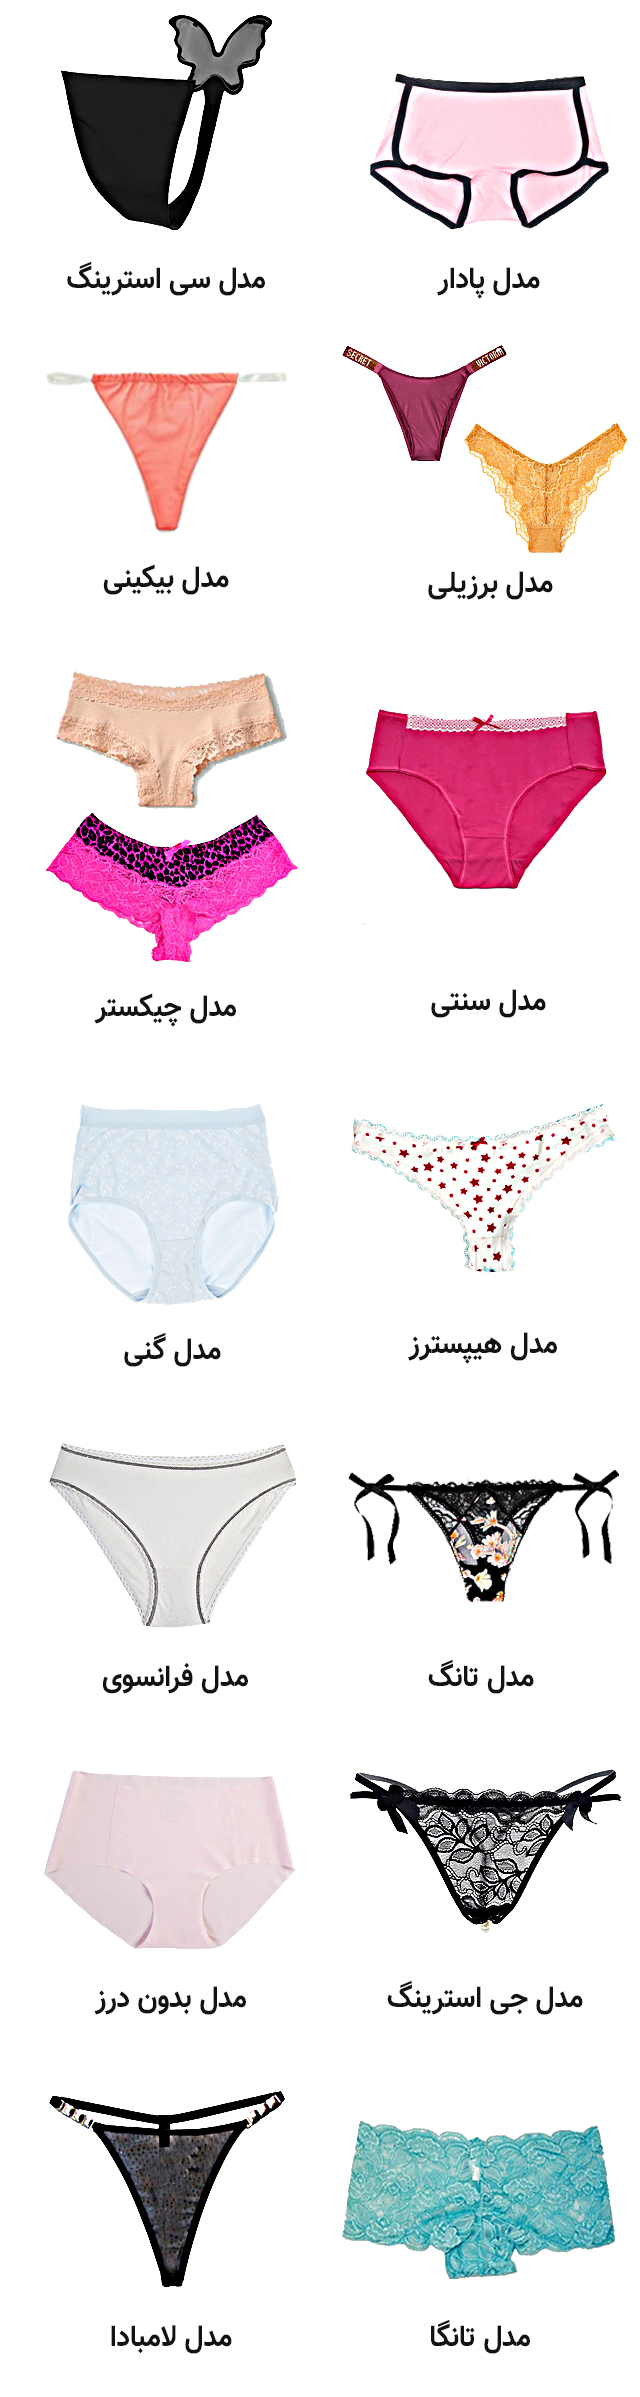 مدل پادار
مدل سی استرینگ
SECRET
VICTORIA
مدل برزیلی
مدل بیکینی
مدل سنتی
مدل چیکستر
مدل هیپسترز
مدل گنی
مدل تانگ
مدل فرانسوی
مدل جی استرینگ
مدل بدون درز
مدل تانگا
مدل لامبادا